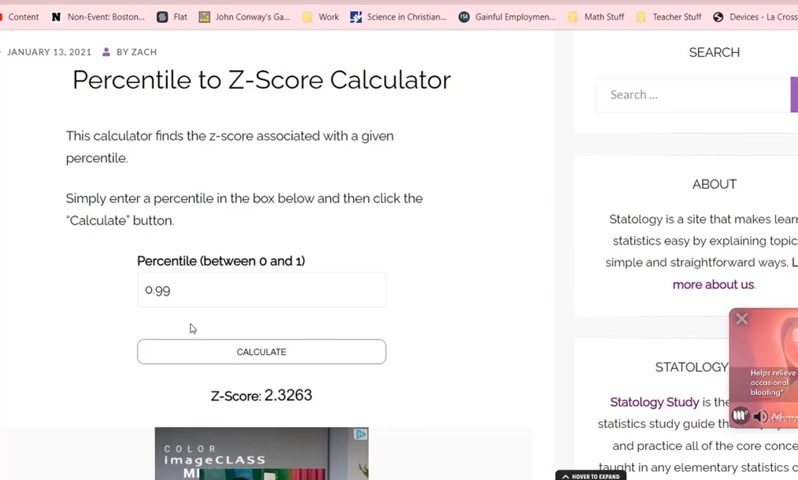 Content
Non-Event: Boston...
Flat
John Conway's Ga...
Work
Science in Christian...
Gainful Employmen...
Math Stuff
Teacher Stuff
Devices - La Cross
JANUARY 13, 2021 BY ZACH
Percentile to Z-Score Calculator
This calculator finds the z-score associated with a given
percentile.
Simply enter a percentile in the box below and then click the
“Calculate” button.
Percentile (between 0 and 1)
0.99
CALCULATE
Z-Score: 2.3263
COLOR
imageCLASS
SEARCH
Search ...
ABOUT
Statology is a site that makes learn
statistics easy by explaining topic
simple and straightforward ways. L
more about us.
STATOLOGY
Statology Study is the
statistics study guide tha
and practice all of the core conce
taught in any elementary statistics c
Helps relieve
occasional
bloating*
Ad
HOVER TO EXPAND